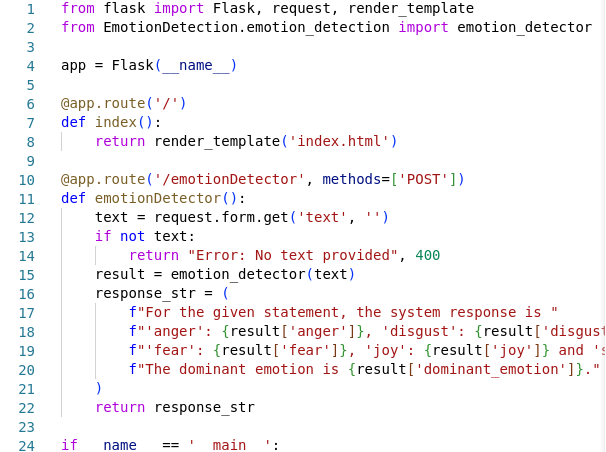 1 from flask import Flask, request, render_template
2 from EmotionDetection.emotion_detection import emotion_detector
3
4 app = Flask(__name__)
5
6 @app.route('/')
7 def index():
8     return render_template('index.html')
9
10 @app.route('/emotionDetector', methods=['POST'])
11 def emotionDetector():
12     text = request.form.get('text', '')
13     if not text:
14         return "Error: No text provided", 400
15     result = emotion_detector(text)
16     response_str = (
17         f"For the given statement, the system response is "
18         f"'anger': {result['anger']}, 'disgust': {result['disgust
19         f"'fear': {result['fear']}, 'joy': {result['joy']} and 's
20         f"The dominant emotion is {result['dominant_emotion']}."
21     )
22     return response_str
23
24 if __name__ == '__main__':